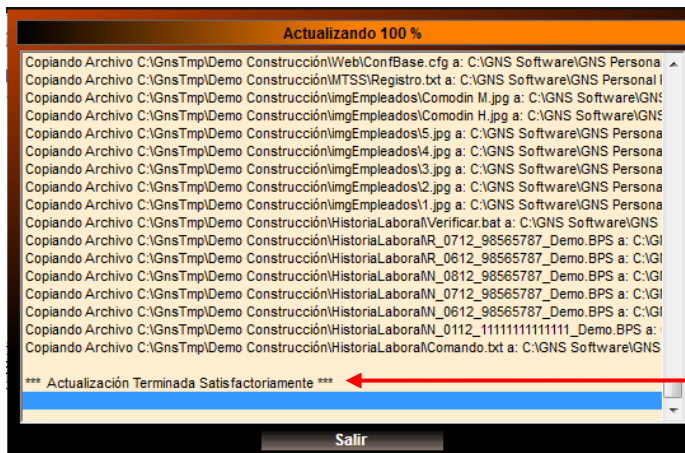 Actualizando 100 %
Copiando Archivo C:\GnsTmp\Demo Construcción\Web\ConfBase.cfg a: C:\GNS Software\GNS Persona
Copiando Archivo C:\GnsTmp\Demo Construcción\MTSS\Registro.txt a: C:\GNS Software\GNS Personal
Copiando Archivo C:\GnsTmp\Demo Construcción\imgEmpleados\Comodin M.jpg a: C:\GNS Software\GNS
Copiando Archivo C:\GnsTmp\Demo Construcción\imgEmpleados\Comodin H.jpg a: C:\GNS Software\GNS
Copiando Archivo C:\GnsTmp\Demo Construcción\imgEmpleados\5.jpg a: C:\GNS Software\GNS Persona
Copiando Archivo C:\GnsTmp\Demo Construcción\imgEmpleados\4.jpg a: C:\GNS Software\GNS Persona
Copiando Archivo C:\GnsTmp\Demo Construcción\imgEmpleados\3.jpg a: C:\GNS Software\GNS Persona
Copiando Archivo C:\GnsTmp\Demo Construcción\imgEmpleados\2.jpg a: C:\GNS Software\GNS Persona
Copiando Archivo C:\GnsTmp\Demo Construcción\imgEmpleados\1.jpg a: C:\GNS Software\GNS Persona
Copiando Archivo C:\GnsTmp\Demo Construcción\HistoriaLaboral\Verificar.bat a: C:\GNS Software\GNS
Copiando Archivo C:\GnsTmp\Demo Construcción\HistoriaLaboral\R_0712_98565787_Demo.BPS a: C:\G
Copiando Archivo C:\GnsTmp\Demo Construcción\HistoriaLaboral\R_0612_98565787_Demo.BPS a: C:\G
Copiando Archivo C:\GnsTmp\Demo Construcción\HistoriaLaboral\N_0812_98565787_Demo.BPS a: C:\G
Copiando Archivo C:\GnsTmp\Demo Construcción\HistoriaLaboral\N_0712_98565787_Demo.BPS a: C:\G
Copiando Archivo C:\GnsTmp\Demo Construcción\HistoriaLaboral\N_0612_98565787_Demo.BPS a: C:\G
Copiando Archivo C:\GnsTmp\Demo Construcción\HistoriaLaboral\N_0112_11111111111111_Demo.BPS a:
Copiando Archivo C:\GnsTmp\Demo Construcción\HistoriaLaboral\Comando.txt a: C:\GNS Software\GNS
*** Actualización Terminada Satisfactoriamente ***
Salir